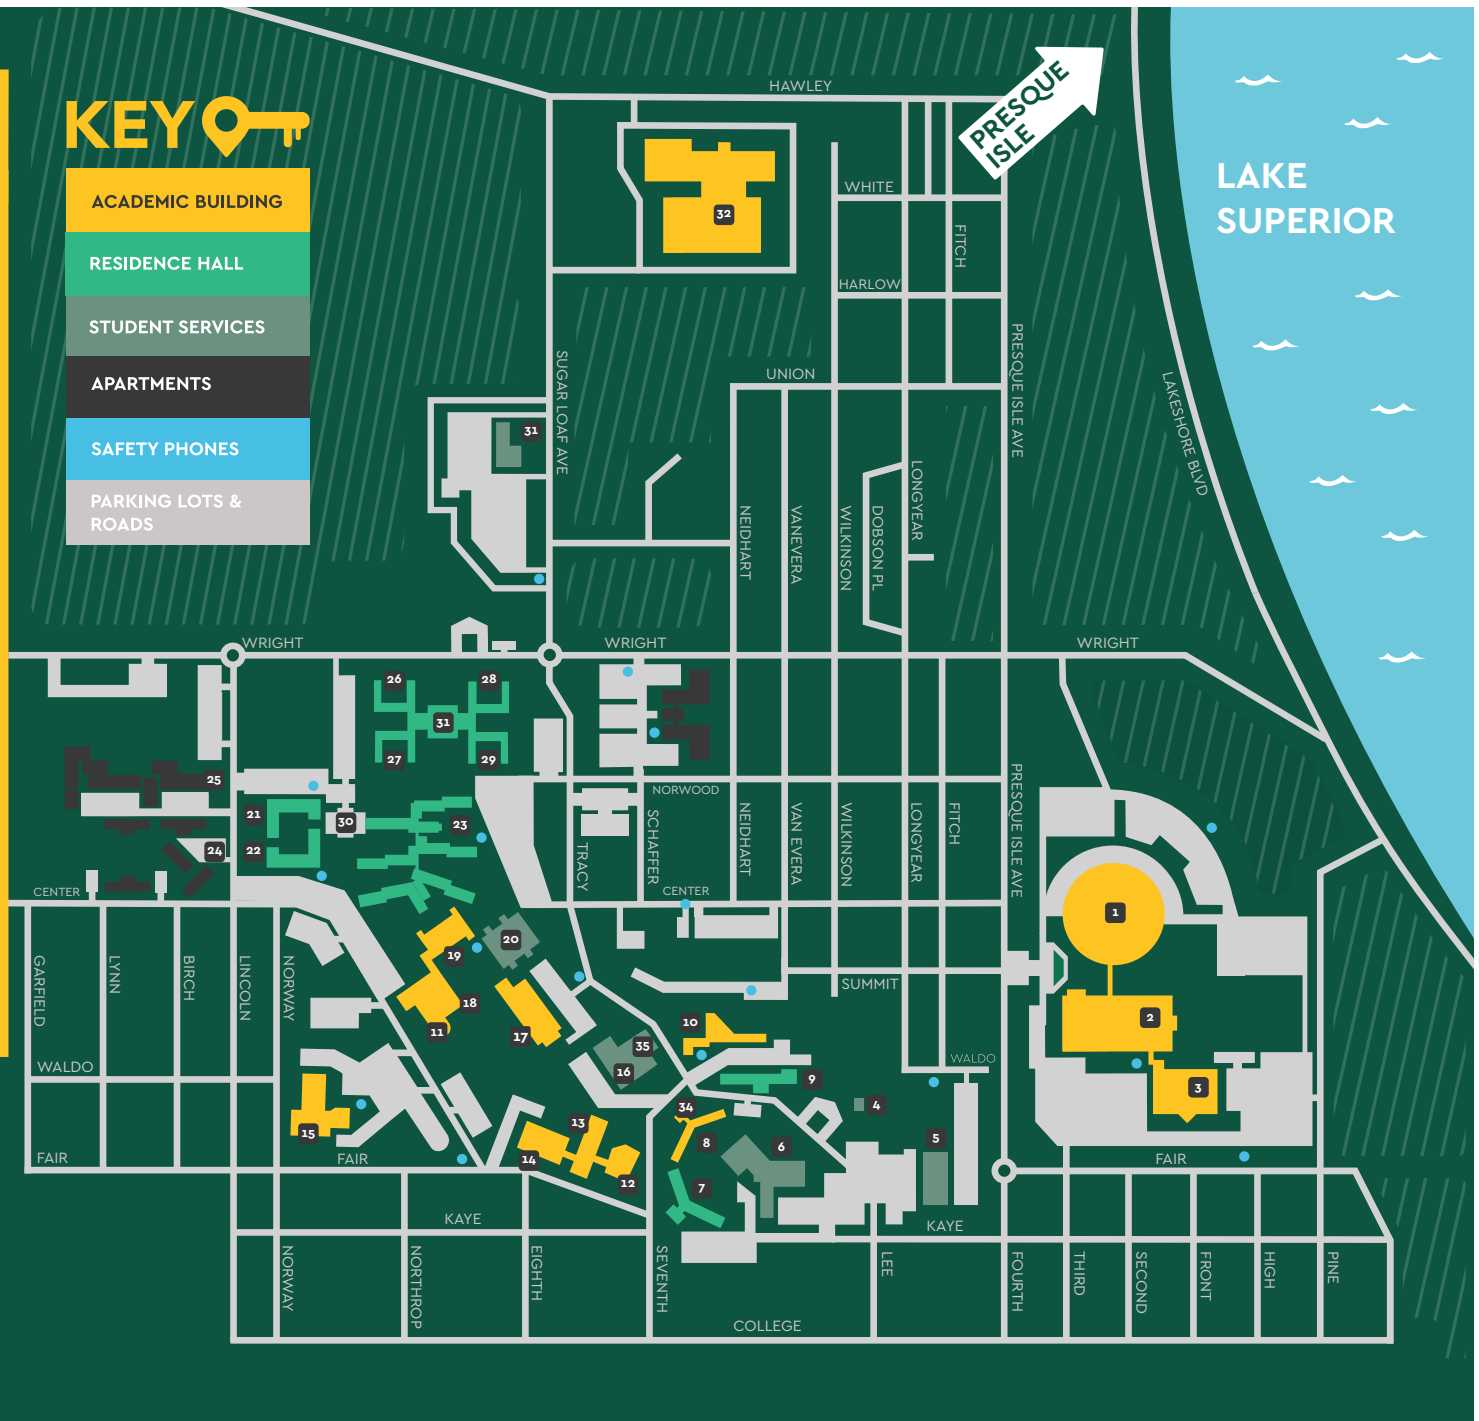 KEY
ACADEMIC BUILDING
RESIDENCE HALL
STUDENT SERVICES
APARTMENTS
SAFETY PHONES
PARKING LOTS &
ROADS
HAWLEY
PRESQUE
ISLE
LAKE
SUPERIOR
WHITE
32
FITCH
HARLOW
SUGAR LOAF AVE
UNION
PRESQUE ISLE AVE
LAKESHORE BLVD
31
LONGYEAR
NEIDHART
VANEVERA
WILKINSON
DOBSON PL
WRIGHT
WRIGHT
WRIGHT
26
28
31
27
29
25
NORWOOD
21
30
23
22
24
SCHAFFER
TRACY
NEIDHART
VAN EVERA
WILKINSON
LONGYEAR
FITCH
PRESQUE ISLE AVE
CENTER
CENTER
1
GARFIELD
LYNN
BIRCH
LINCOLN
NORWAY
20
19
18
11
17
SUMMIT
10
2
35
16
WALDO
WALDO
9
3
34
4
15
13
8
6
5
14
12
7
FAIR
FAIR
FAIR
KAYE
KAYE
NORWAY
NORTHROP
EIGHTH
SEVENTH
LEE
FOURTH
THIRD
SECOND
FRONT
HIGH
PINE
COLLEGE